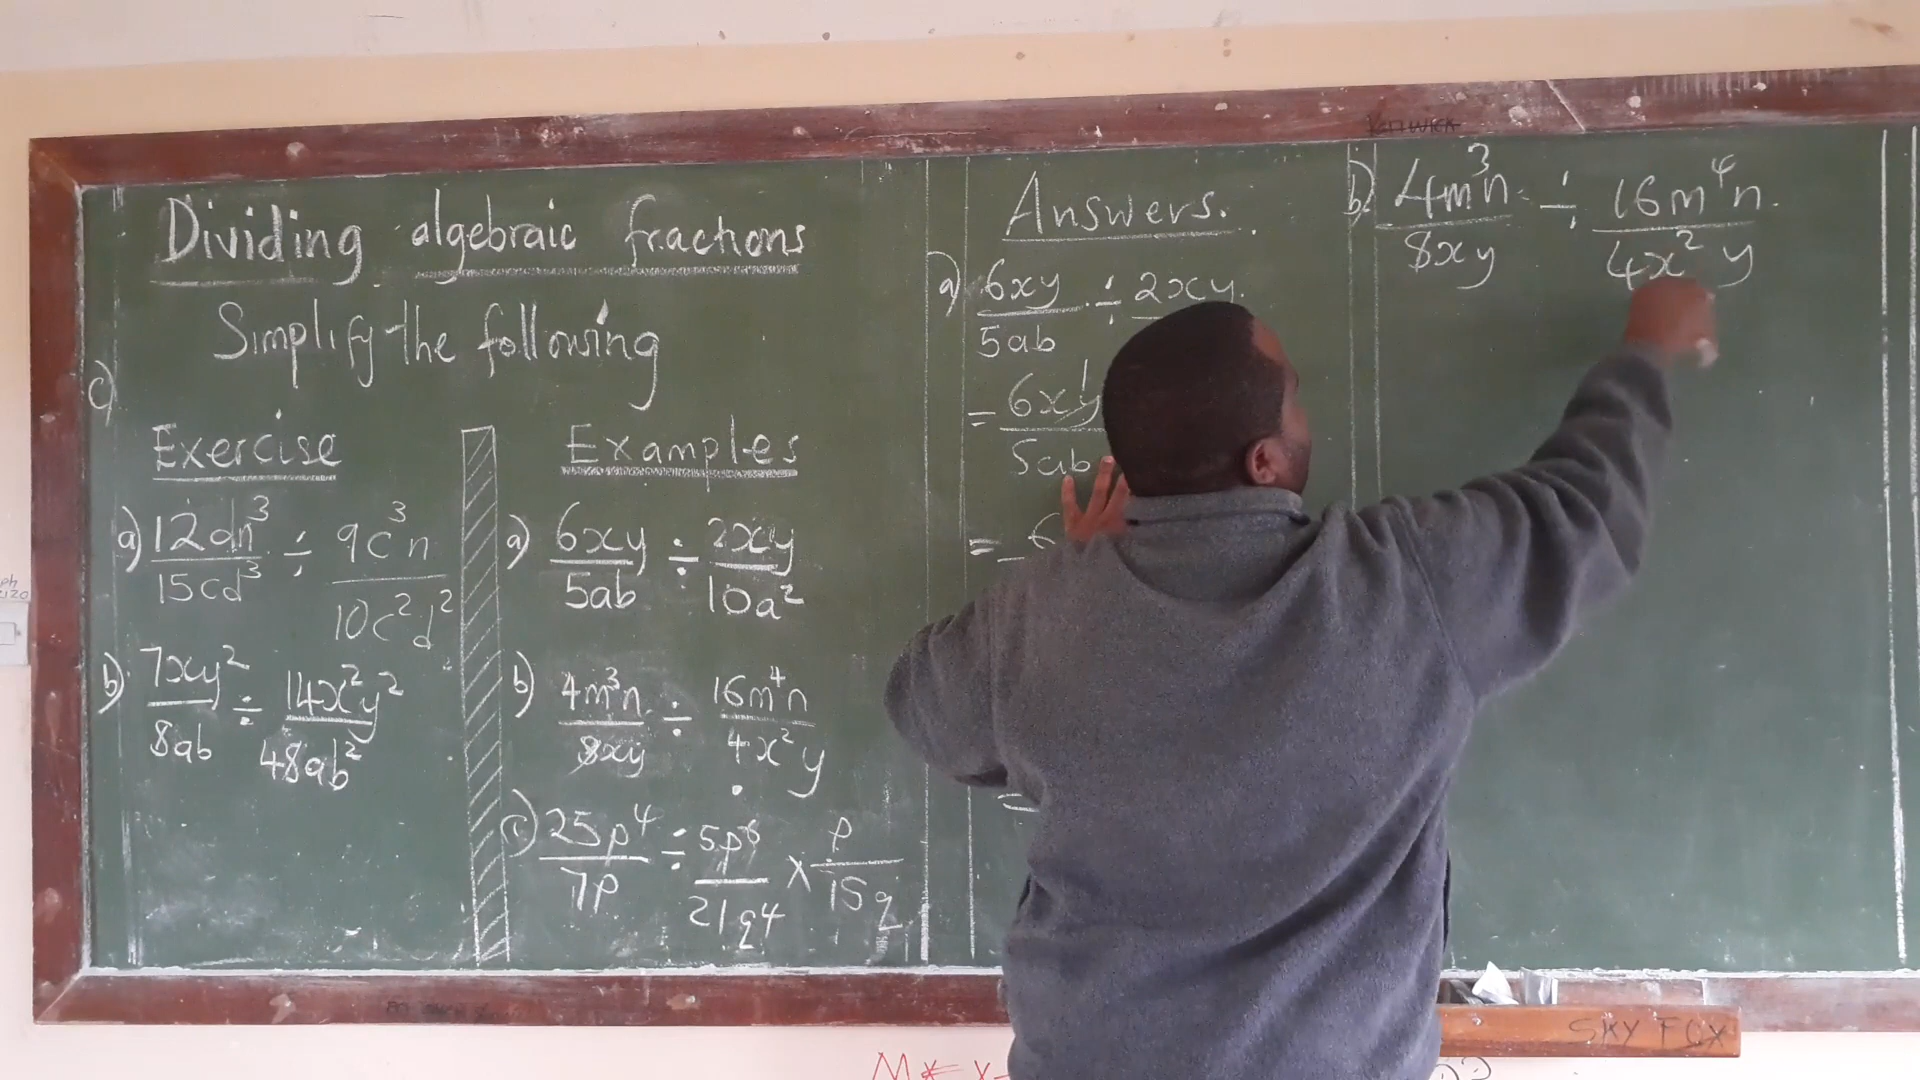 Dividing algebraic fractions
Simplify the following
c)
Exercise
a) 12dn³/15cd³ ÷ 9c³n/10c²d²
b) 7xy²/8ab ÷ 14x²y²/48ab²
Examples
a) 6xy/5ab ÷ 2xy/10a²
b) 4m³n/8xy ÷ 16m⁴n/4x²y
c) 25p⁴/7p ÷ 5p⁶/21q4 × p/15q
Answers.
a) 6xy/5ab ÷ 2xy
= 6xy/5ab
= 6
=
b) 4m³n/8xy ÷ 16m⁴n/4x²y
SKY FOX